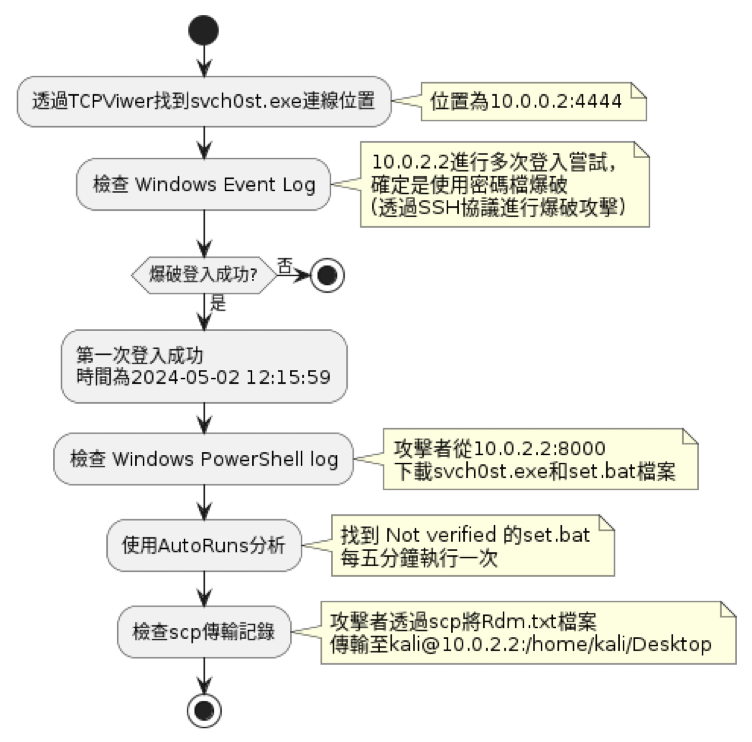 透過TCPViwer找到svch0st.exe連線位置
位置為10.0.0.2:4444
檢查 Windows Event Log
10.0.2.2進行多次登入嘗試,
確定是使用密碼檔爆破
(透過SSH協議進行爆破攻擊)
爆破登入成功?
否
是
第一次登入成功
時間為2024-05-02 12:15:59
檢查 Windows PowerShell log
攻擊者從10.0.2.2:8000
下載svch0st.exe和set.bat檔案
使用AutoRuns分析
找到 Not verified 的set.bat
每五分鐘執行一次
檢查scp傳輸記錄
攻擊者透過scp將Rdm.txt檔案
傳輸至kali@10.0.2.2:/home/kali/Desktop